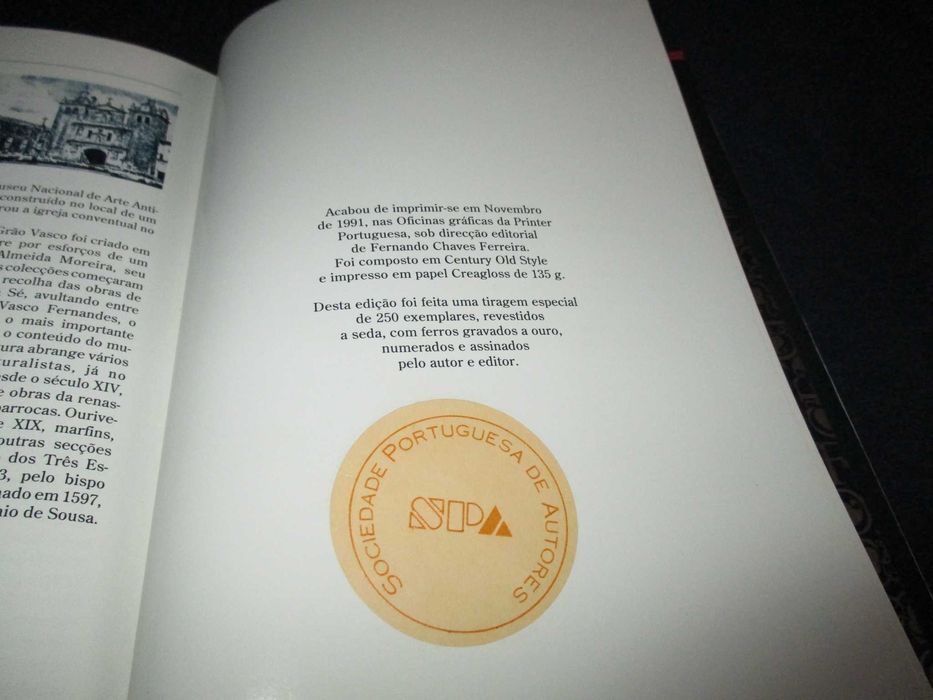 useu Nacional de Arte Anti-
onstruído no local de um
rou a igreja conventual no
Grão Vasco foi criado em
re por esforços de um
Almeida Moreira, seu
s colecções começaram
recolha das obras de
Sé, avultando entre
Vasco Fernandes, o
o mais importante
o conteúdo do mu-
ura abrange vários
turalistas, já no
esde o século XIV,
e obras da renas-
barrocas. Ourive-
e XIX, marfins,
outras secções
dos Três Es-
3, pelo bispo
nado em 1597,
nio de Sousa.
Acabou de imprimir-se em Novembro
de 1991, nas Oficinas gráficas da Printer
Portuguesa, sob direcção editorial
de Fernando Chaves Ferreira.
Foi composto em Century Old Style
e impresso em papel Creagloss de 135 g.
Desta edição foi feita uma tiragem especial
de 250 exemplares, revestidos
a seda, com ferros gravados a ouro,
numerados e assinados
pelo autor e editor.
SOCIEDADE PORTUGUESA DE AUTORES
SPA